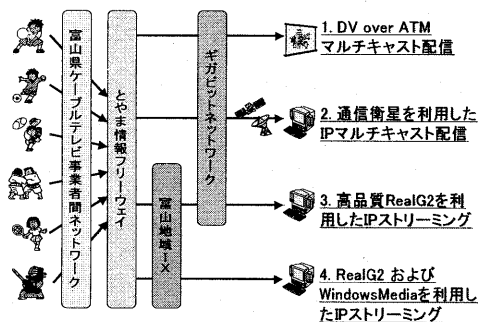 富山県ケーブルテレビ事業者間ネットワーク
とやま情報フリーウェイ
富山地域IX
ギガビットネットワーク
1. DV over ATM
マルチキャスト配信
2. 通信衛星を利用した
IPマルチキャスト配信
3. 高品質RealG2を利
用したIPストリーミング
4. RealG2 および
WindowsMediaを利用し
たIPストリーミング